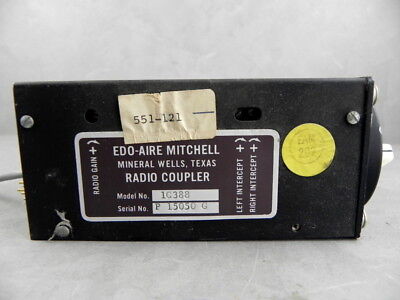 551-121
EDO-AIRE MITCHELL
MINERAL WELLS, TEXAS
RADIO COUPLER
Model No. 1C388
Serial No. P 15050 G
RADIO GAIN +
LEFT INTERCEPT +
RIGHT INTERCEPT +